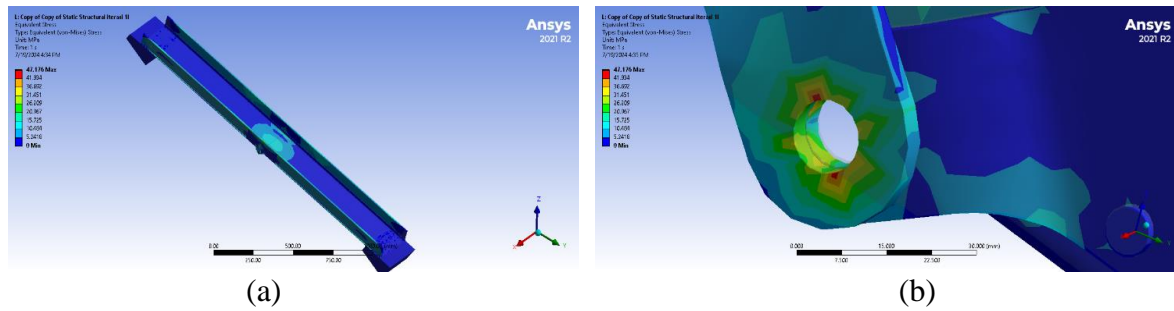 L: Copy of Copy of Static Structural
Equivalent Stress
Type: Equivalent (von-Mises) Stress
Unit: MPa
Time: 1 s
47.176 Max
41.934
36.692
31.451
26.209
20.967
15.725
10.484
5.2418
0 Min
Ansys
2021 R2
Z
X
Y
0.00
500.00
(mm)
250.00
750.00
(a)
L: Copy of Copy of Static Structural
Equivalent Stress
Type: Equivalent (von-Mises) Stress
Unit: MPa
Time: 1 s
47.176 Max
41.934
36.692
31.451
26.209
20.967
15.725
10.484
5.2418
0 Min
Ansys
2021 R2
0.000
15.000
30.000 (mm)
7.500
22.500
(b)